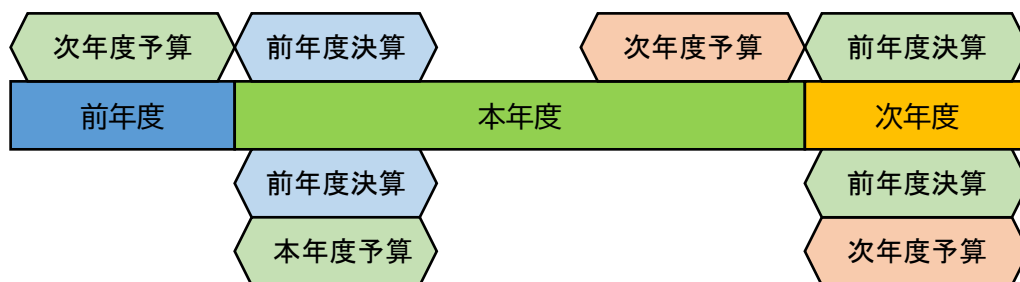 次年度予算 前年度決算 次年度予算 前年度決算
前年度 本年度 次年度
前年度決算 前年度決算
本年度予算 次年度予算